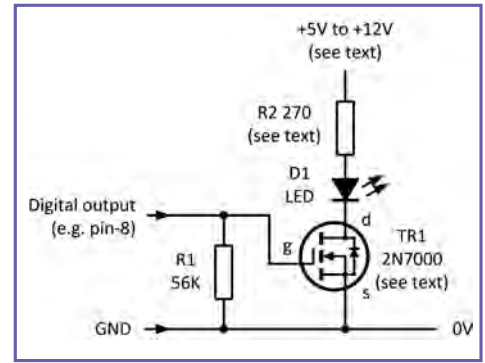 +5V to +12V
(see text)
R2 270
(see text)
D1
LED
d
Digital output
(e.g. pin-8)
g
TR1
2N7000
(see text)
R1
56K
s
GND
0V